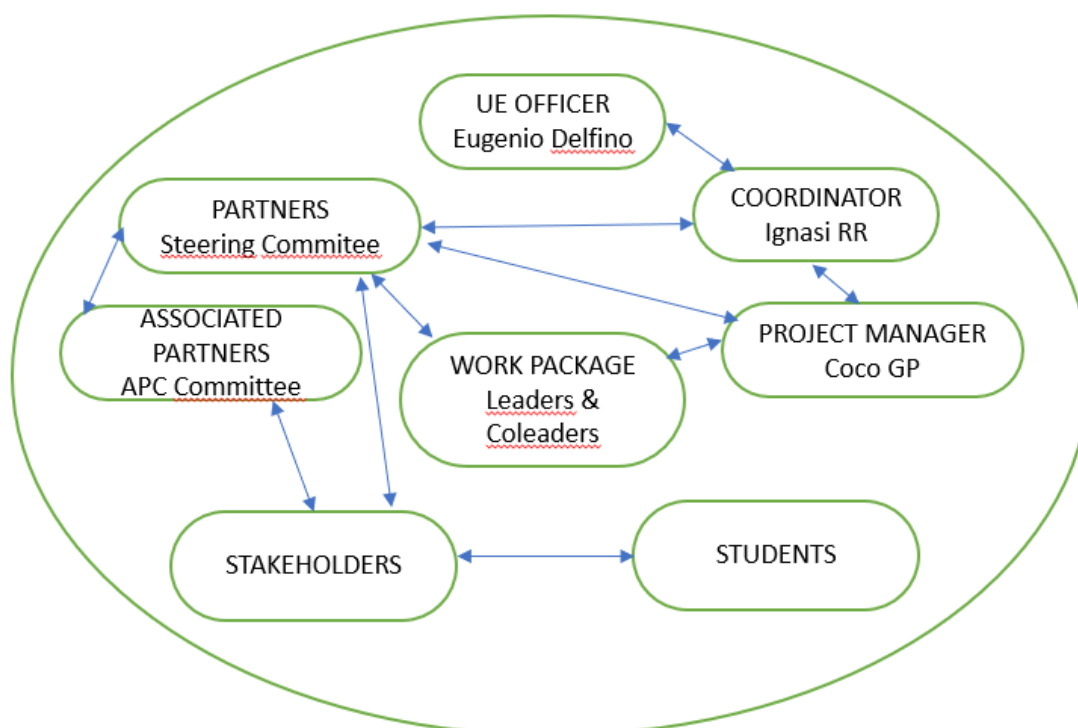 UE OFFICER
Eugenio Delfino
PARTNERS
Steering Commitee
COORDINATOR
Ignasi RR
ASSOCIATED
PARTNERS
APC Committee
WORK PACKAGE
Leaders &
Coleaders
PROJECT MANAGER
Coco GP
STAKEHOLDERS
STUDENTS